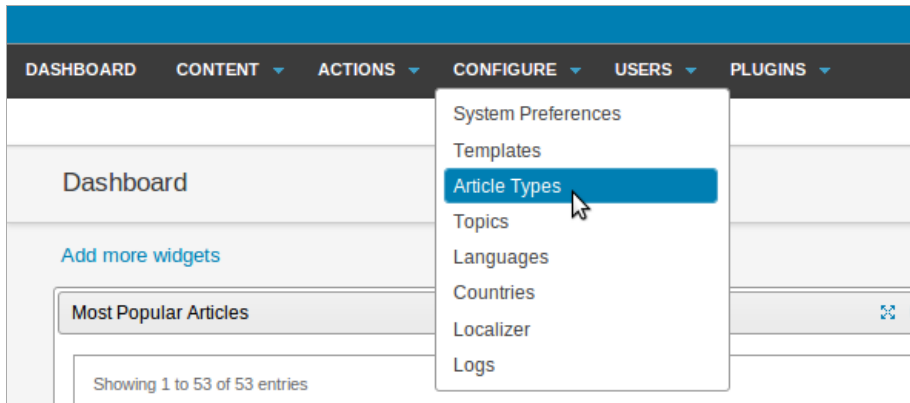 DASHBOARD CONTENT ACTIONS CONFIGURE USERS PLUGINS
System Preferences
Templates
Article Types
Topics
Languages
Countries
Localizer
Logs
Dashboard
Add more widgets
Most Popular Articles
Showing 1 to 53 of 53 entries